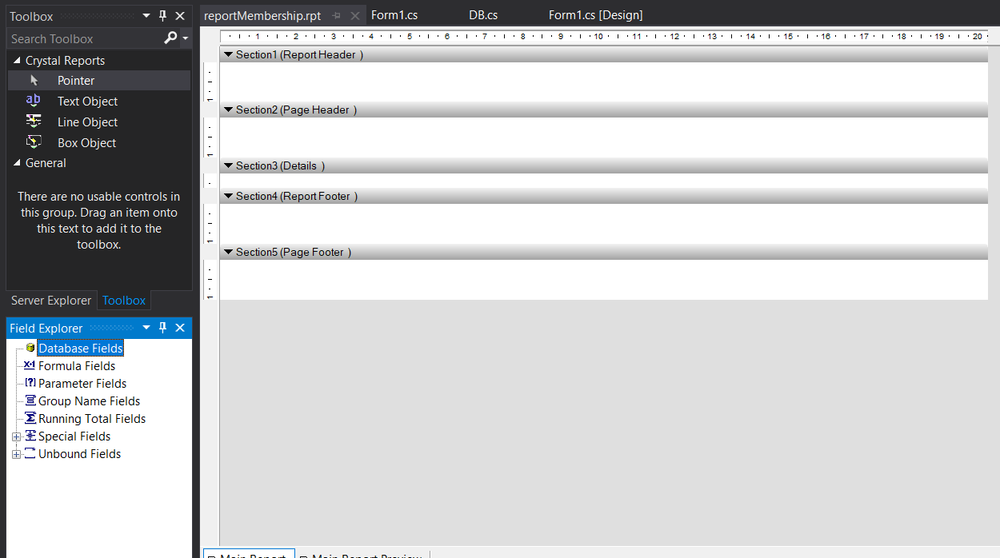 Toolbox
Search Toolbox
Crystal Reports
Pointer
Text Object
Line Object
Box Object
General
There are no usable controls in
this group. Drag an item onto
this text to add it to the
toolbox.
Server Explorer Toolbox
Field Explorer
Database Fields
Formula Fields
Parameter Fields
Group Name Fields
Running Total Fields
Special Fields
Unbound Fields
reportMembership.rpt Form1.cs DB.cs Form1.cs [Design]
1 2 3 4 5 6 7 8 9 10 11 12 13 14 15 16 17 18 19 20
Section1 (Report Header )
Section2 (Page Header )
Section3 (Details )
Section4 (Report Footer )
Section5 (Page Footer )
Main Report Main Report Preview